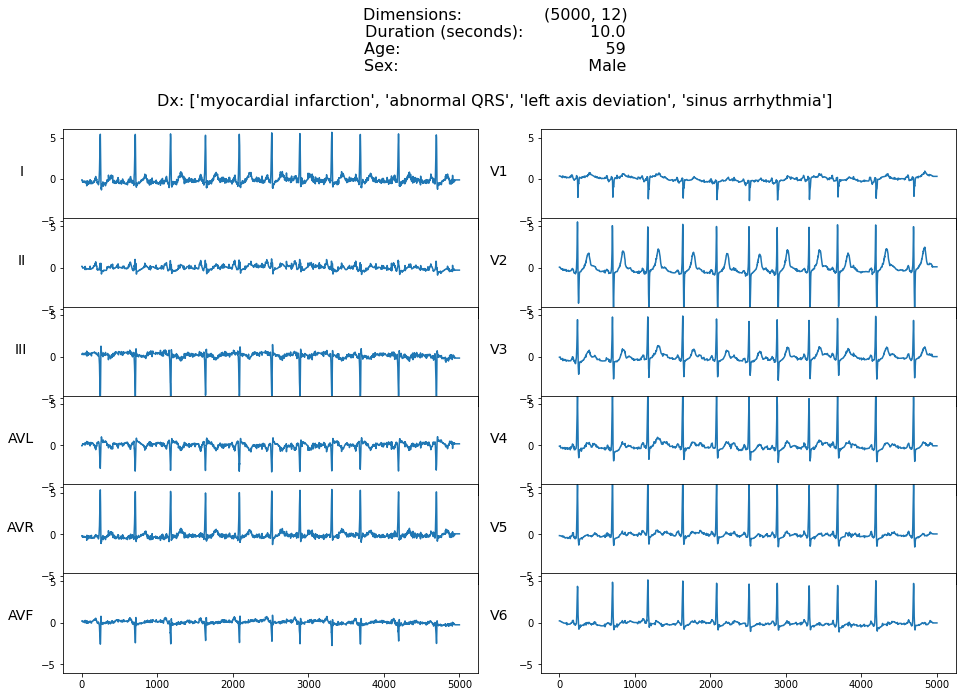 Dimensions: (5000, 12)
Duration (seconds): 10.0
Age: 59
Sex: Male
Dx: ['myocardial infarction', 'abnormal QRS', 'left axis deviation', 'sinus arrhythmia']
I
5
0
-5
II
5
0
-5
III
5
0
-5
AVL
5
0
-5
AVR
5
0
-5
AVF
5
0
-5
0 1000 2000 3000 4000 5000
V1
5
0
-5
V2
5
0
-5
V3
5
0
-5
V4
5
0
-5
V5
5
0
-5
V6
5
0
-5
0 1000 2000 3000 4000 5000